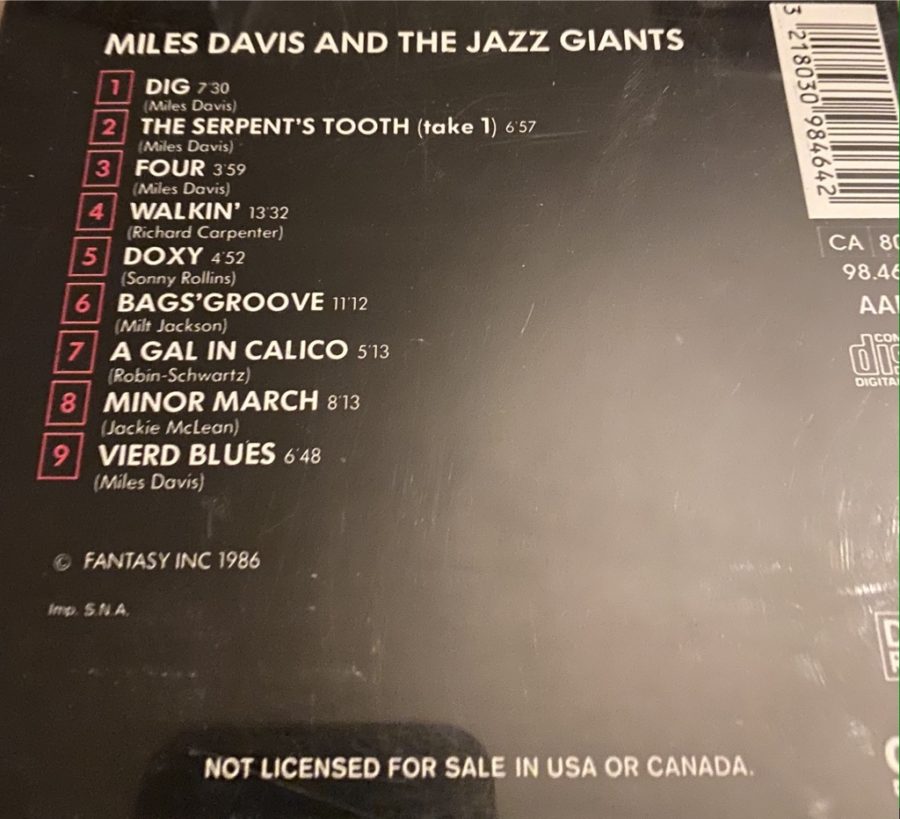 MILES DAVIS AND THE JAZZ GIANTS
1 DIG 7'30
(Miles Davis)
2 THE SERPENT'S TOOTH (take 1) 6'57
(Miles Davis)
3 FOUR 3'59
(Miles Davis)
4 WALKIN' 13'32
(Richard Carpenter)
5 DOXY 4'52
(Sonny Rollins)
6 BAGS'GROOVE 11'12
(Milt Jackson)
7 A GAL IN CALICO 5'13
(Robin-Schwartz)
8 MINOR MARCH 8'13
(Jackie McLean)
9 VIERD BLUES 6'48
(Miles Davis)
© FANTASY INC 1986
Imp. S.N.A.
NOT LICENSED FOR SALE IN USA OR CANADA.
3 218030 984642
CA 80
98.46